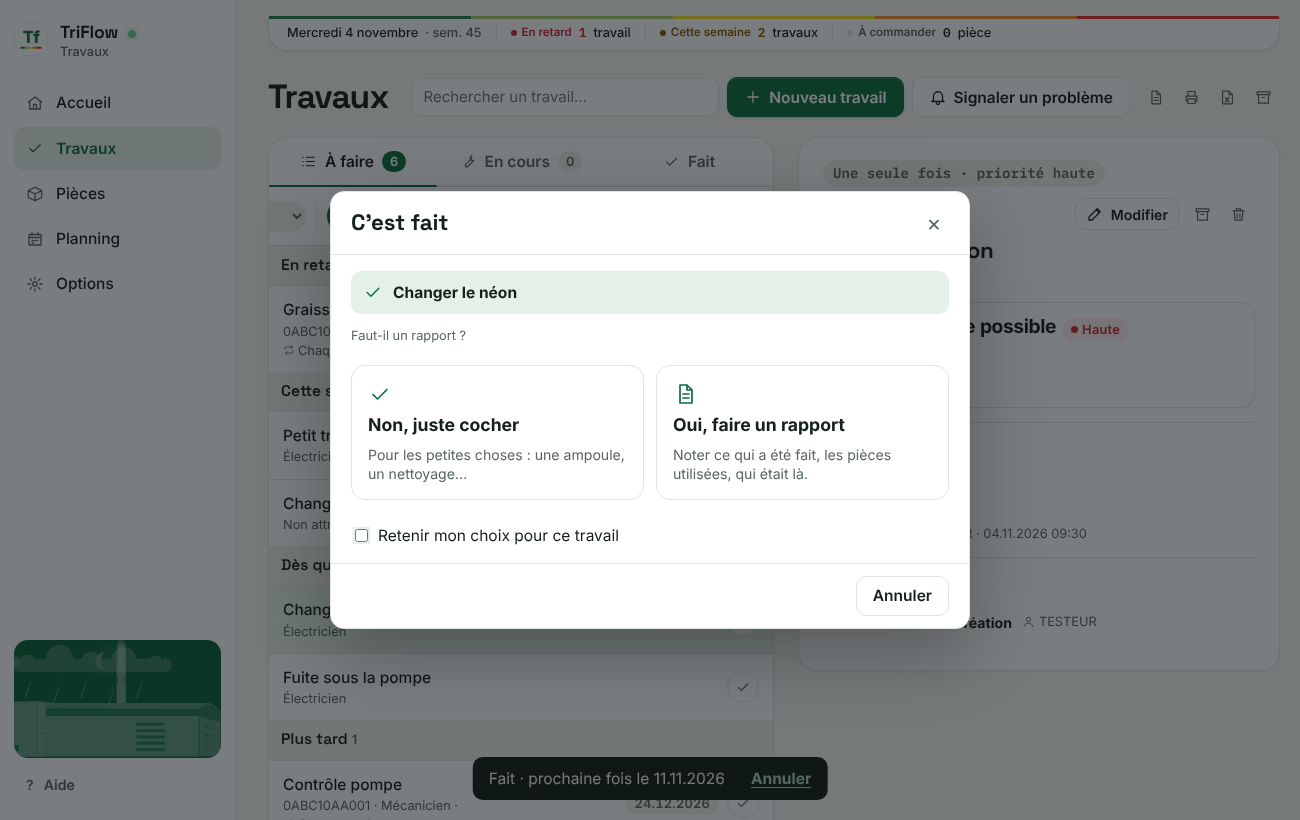 Tf
TriFlow
Travaux
Accueil
Travaux
Pièces
Planning
Options
? Aide
Mercredi 4 novembre · sem. 45
En retard 1 travail
Cette semaine 2 travaux
À commander 0 pièce
Travaux
Rechercher un travail...
+ Nouveau travail
Signaler un problème
À faire 6
En cours 0
Fait
En reta
Graiss
0ABC10
Chaq
Cette s
Petit tr
Électrici
Chang
Non attr
Dès qu
Chang
Électricien
Fuite sous la pompe
Électricien
Plus tard 1
Contrôle pompe
0ABC10AA001 · Mécanicien ·
24.12.2026
Une seule fois · priorité haute
Modifier
on
e possible
Haute
· 04.11.2026 09:30
réation
TESTEUR
C'est fait
Changer le néon
Faut-il un rapport ?
Non, juste cocher
Pour les petites choses : une ampoule,
un nettoyage...
Oui, faire un rapport
Noter ce qui a été fait, les pièces
utilisées, qui était là.
Retenir mon choix pour ce travail
Annuler
Fait · prochaine fois le 11.11.2026
Annuler